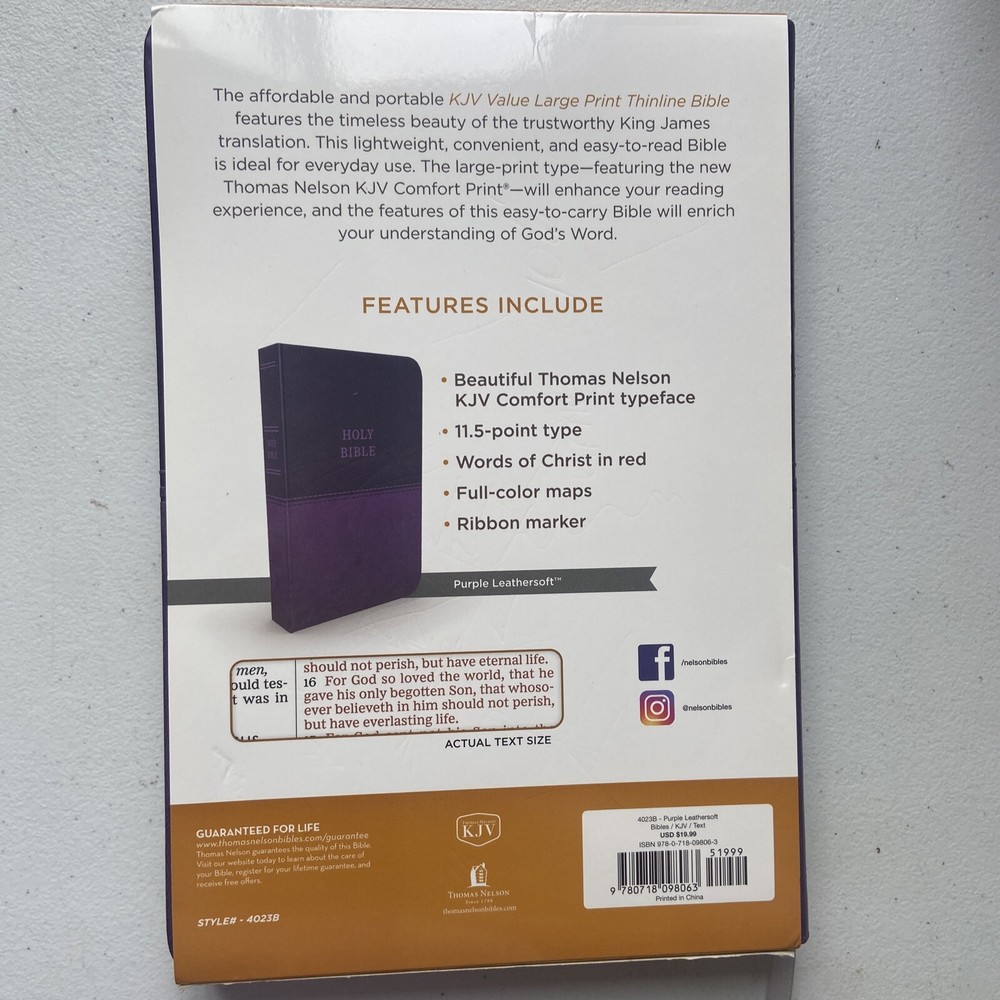 The affordable and portable KJV Value Large Print Thinline Bible
features the timeless beauty of the trustworthy King James
translation. This lightweight, convenient, and easy-to-read Bible
is ideal for everyday use. The large-print type—featuring the new
Thomas Nelson KJV Comfort Print®—will enhance your reading
experience, and the features of this easy-to-carry Bible will enrich
your understanding of God's Word.
FEATURES INCLUDE
HOLY
BIBLE
• Beautiful Thomas Nelson
KJV Comfort Print typeface
• 11.5-point type
• Words of Christ in red
• Full-color maps
• Ribbon marker
Purple Leathersoft™
men,
ould tes-
t was in
should not perish, but have eternal life.
16 For God so loved the world, that he
gave his only begotten Son, that whoso-
ever believeth in him should not perish,
but have everlasting life.
ACTUAL TEXT SIZE
/nelsonbibles
@nelsonbibles
GUARANTEED FOR LIFE
www.thomasnelsonbibles.com/guarantee
Thomas Nelson guarantees the quality of this Bible.
Visit our website today to learn about the care of
your Bible, register for your lifetime guarantee, and
receive free offers.
STYLE# - 4023B
THOMAS NELSON
KJV
THOMAS NELSON
Since 1798
thomasnelsonbibles.com
4023B - Purple Leathersoft
Bibles / KJV / Text
USD $19.99
ISBN 978-0-718-09806-3
51999
9 780718 098063
Printed in China